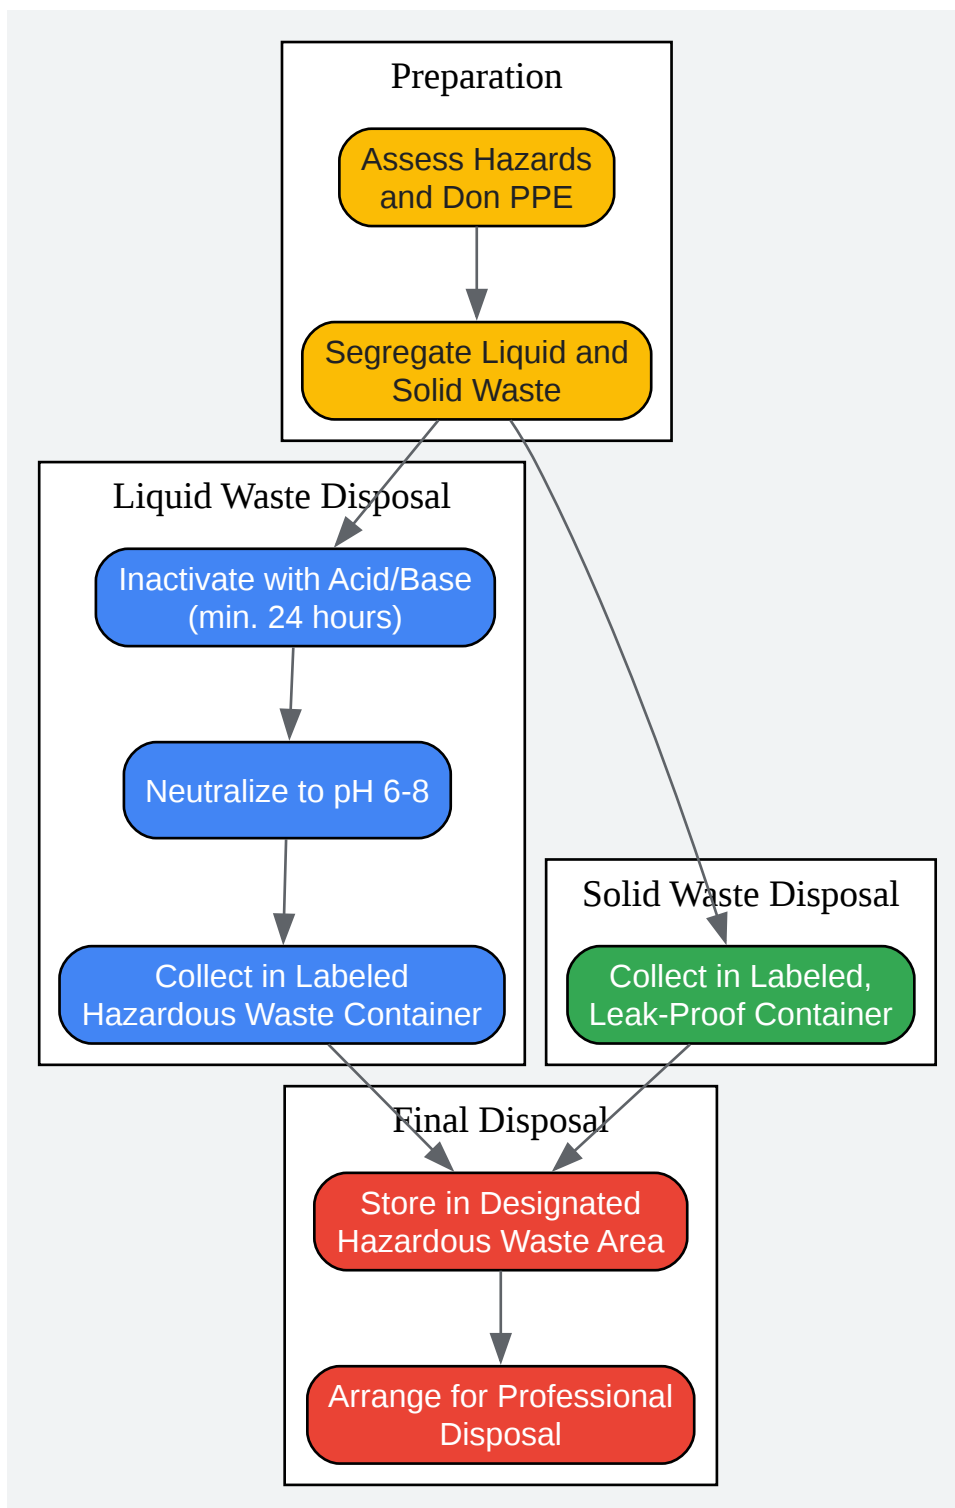 Preparation
Assess Hazards
and Don PPE
Segregate Liquid and
Solid Waste
Liquid Waste Disposal
Inactivate with Acid/Base
(min. 24 hours)
Neutralize to pH 6-8
Collect in Labeled
Hazardous Waste Container
Solid Waste Disposal
Collect in Labeled,
Leak-Proof Container
Final Disposal
Store in Designated
Hazardous Waste Area
Arrange for Professional
Disposal